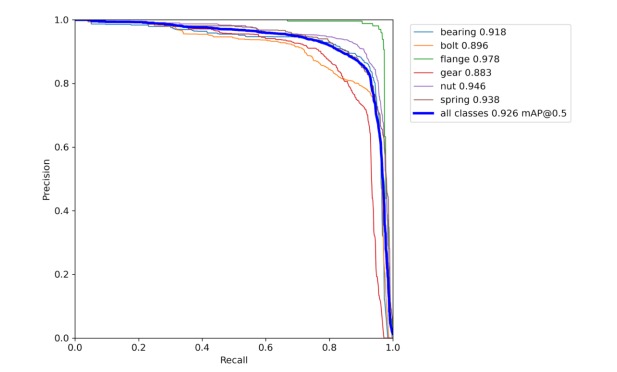 1.0
0.8
0.6
0.4
0.2
0.0
Precision
0.0 0.2 0.4 0.6 0.8 1.0
Recall
bearing 0.918
bolt 0.896
flange 0.978
gear 0.883
nut 0.946
spring 0.938
all classes 0.926 mAP@0.5